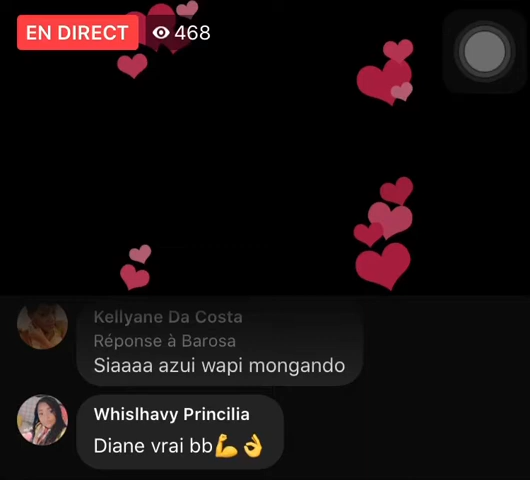 EN DIRECT 468
Kellyane Da Costa
Réponse à Barosa
Siaaaa azui wapi mongando
Whislhavy Princilia
Diane vrai bb💪👌